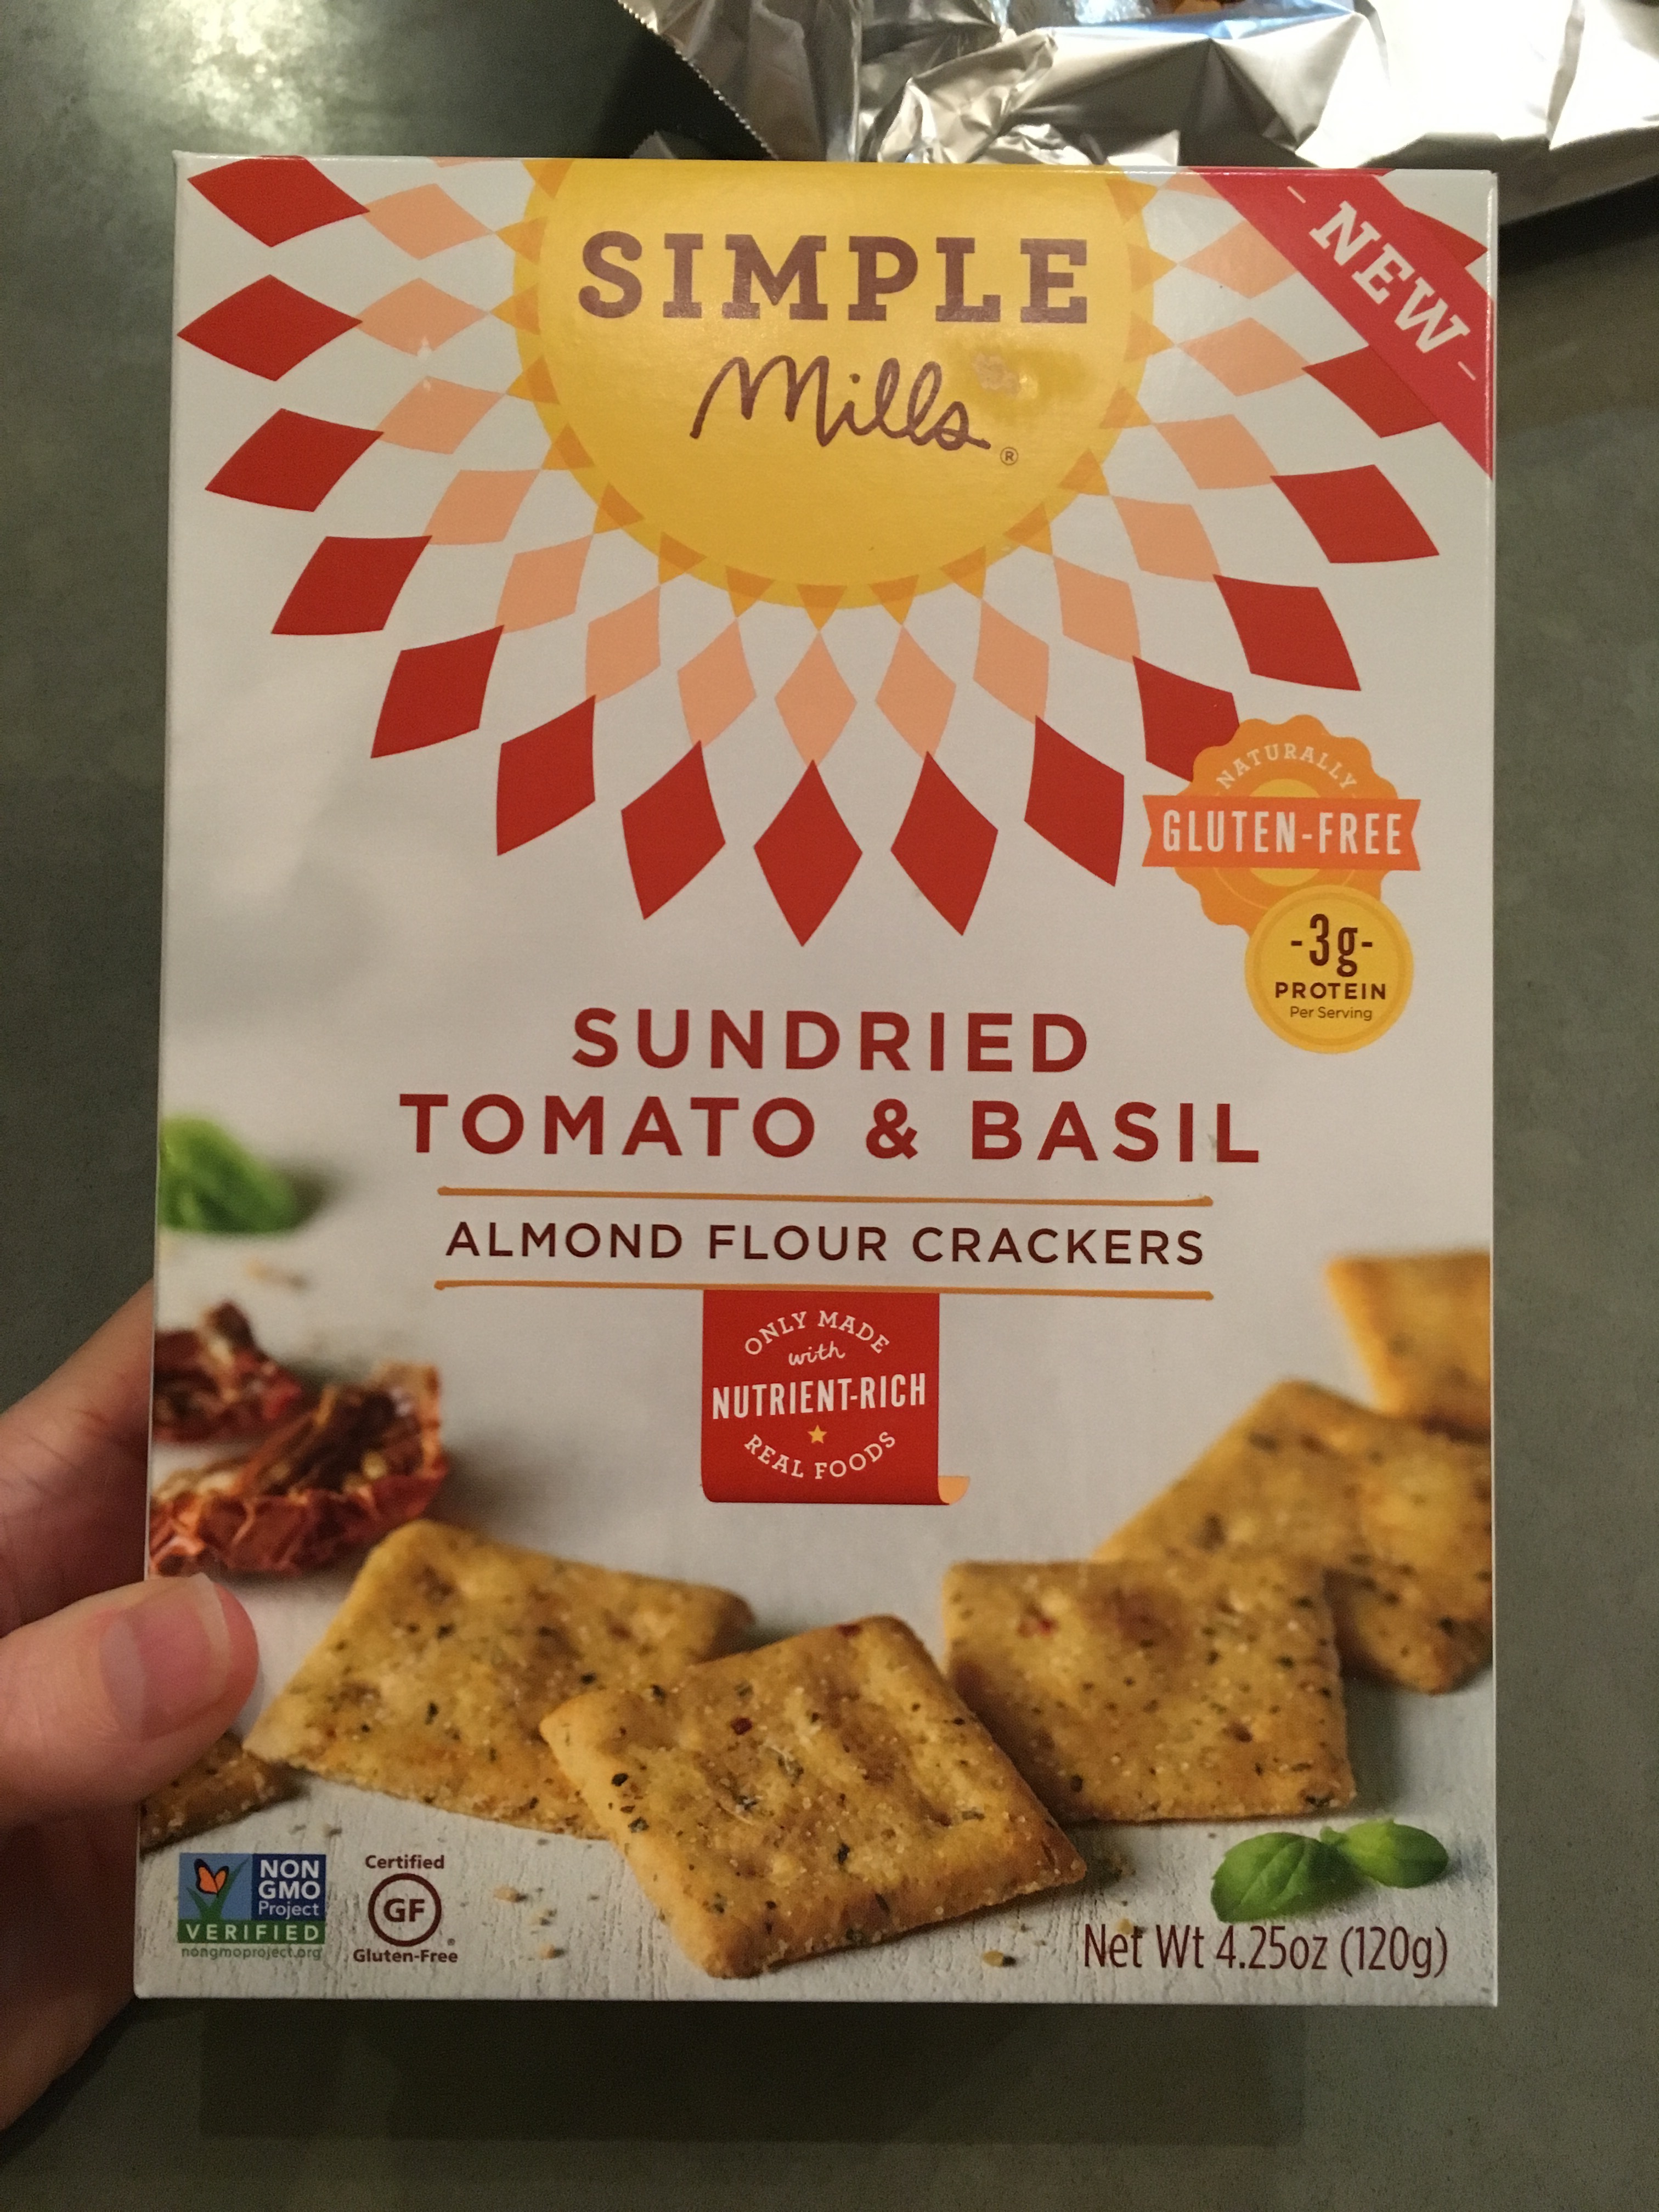 SIMPLE
Mills®
- NEW -
NATURALLY
GLUTEN-FREE
-3g-
PROTEIN
Per Serving
SUNDRIED
TOMATO & BASIL
ALMOND FLOUR CRACKERS
ONLY MADE
with
NUTRIENT-RICH
REAL FOODS
NON
GMO
Project
VERIFIED
nongmoproject.org
Certified
GF
Gluten-Free
Net Wt 4.25oz (120g)